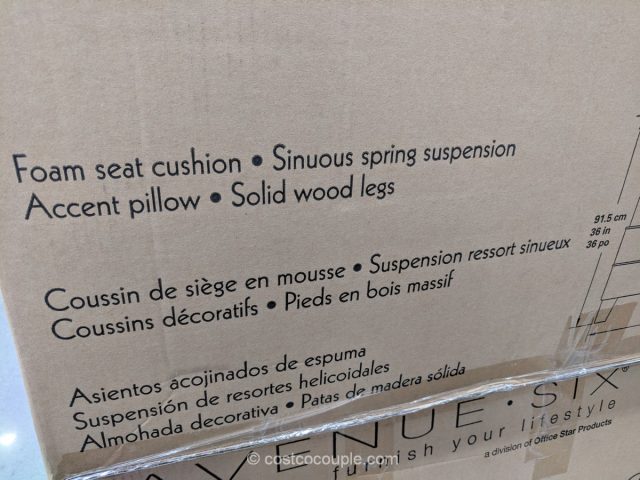 Foam seat cushion • Sinuous spring suspension
Accent pillow • Solid wood legs
91.5 cm
36 in
36 po
Coussin de siège en mousse • Suspension ressort sinueux
Coussins décoratifs • Pieds en bois massif
Asientos acojinados de espuma
Suspensión de resortes helicoidales
Almohada decorativa • Patas de madera sólida
AVENUE • SIX®
furnish your lifestyle
a division of Office Star Products
© costcocouple.com